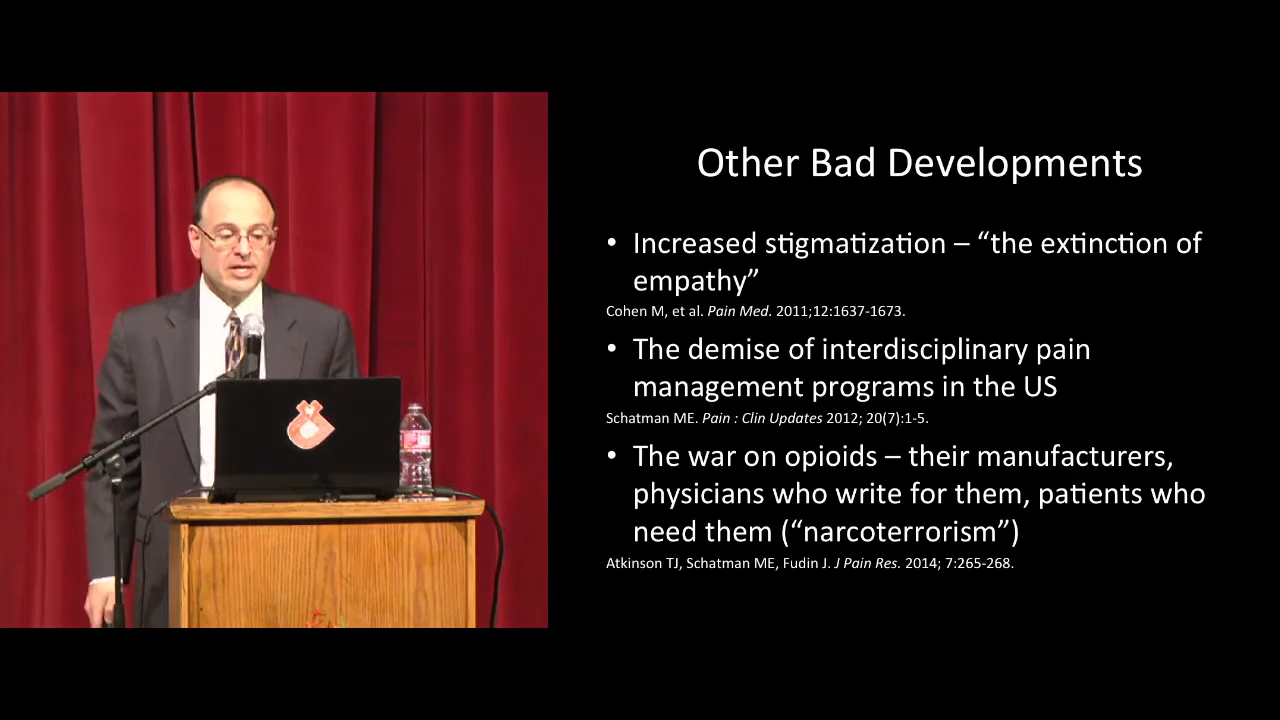 Other Bad Developments
• Increased stigmatization – “the extinction of
empathy”
Cohen M, et al. Pain Med. 2011;12:1637-1673.
• The demise of interdisciplinary pain
management programs in the US
Schatman ME. Pain : Clin Updates 2012; 20(7):1-5.
• The war on opioids – their manufacturers,
physicians who write for them, patients who
need them (“narcoterrorism”)
Atkinson TJ, Schatman ME, Fudin J. J Pain Res. 2014; 7:265-268.